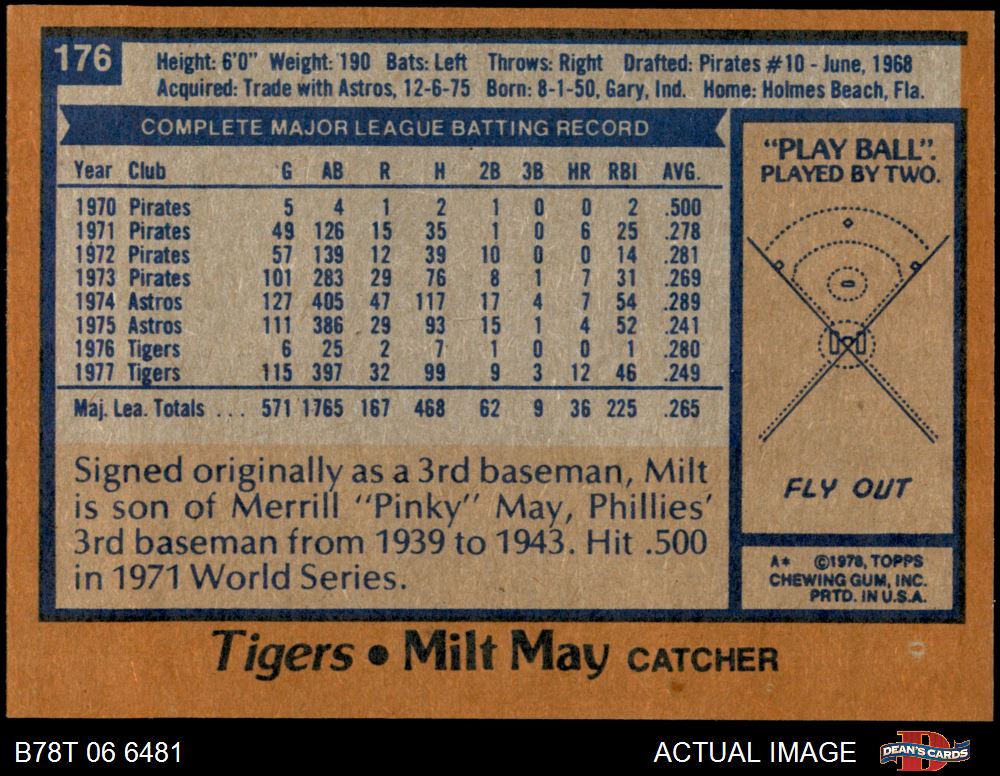 176
Height: 6'0" Weight: 190 Bats: Left Throws: Right Drafted: Pirates #10 - June, 1968
Acquired: Trade with Astros, 12-6-75 Born: 8-1-50, Gary, Ind. Home: Holmes Beach, Fla.
COMPLETE MAJOR LEAGUE BATTING RECORD
Year Club G AB R H 2B 3B HR RBI AVG.
1970 Pirates 5 4 1 2 1 0 0 2 .500
1971 Pirates 49 126 15 35 1 0 6 25 .278
1972 Pirates 57 139 12 39 10 0 0 14 .281
1973 Pirates 101 283 29 76 8 1 7 31 .269
1974 Astros 127 405 47 117 17 4 7 54 .289
1975 Astros 111 386 29 93 15 1 4 52 .241
1976 Tigers 6 25 2 7 1 0 0 1 .280
1977 Tigers 115 397 32 99 9 3 12 46 .249
Maj. Lea. Totals ... 571 1765 167 468 62 9 36 225 .265
Signed originally as a 3rd baseman, Milt
is son of Merrill "Pinky" May, Phillies'
3rd baseman from 1939 to 1943. Hit .500
in 1971 World Series.
"PLAY BALL".
PLAYED BY TWO.
FLY OUT
A* ©1978, TOPPS
CHEWING GUM, INC.
PRTD. IN U.S.A.
Tigers • Milt May CATCHER
B78T 06 6481
ACTUAL IMAGE
D
DEAN'S CARDS